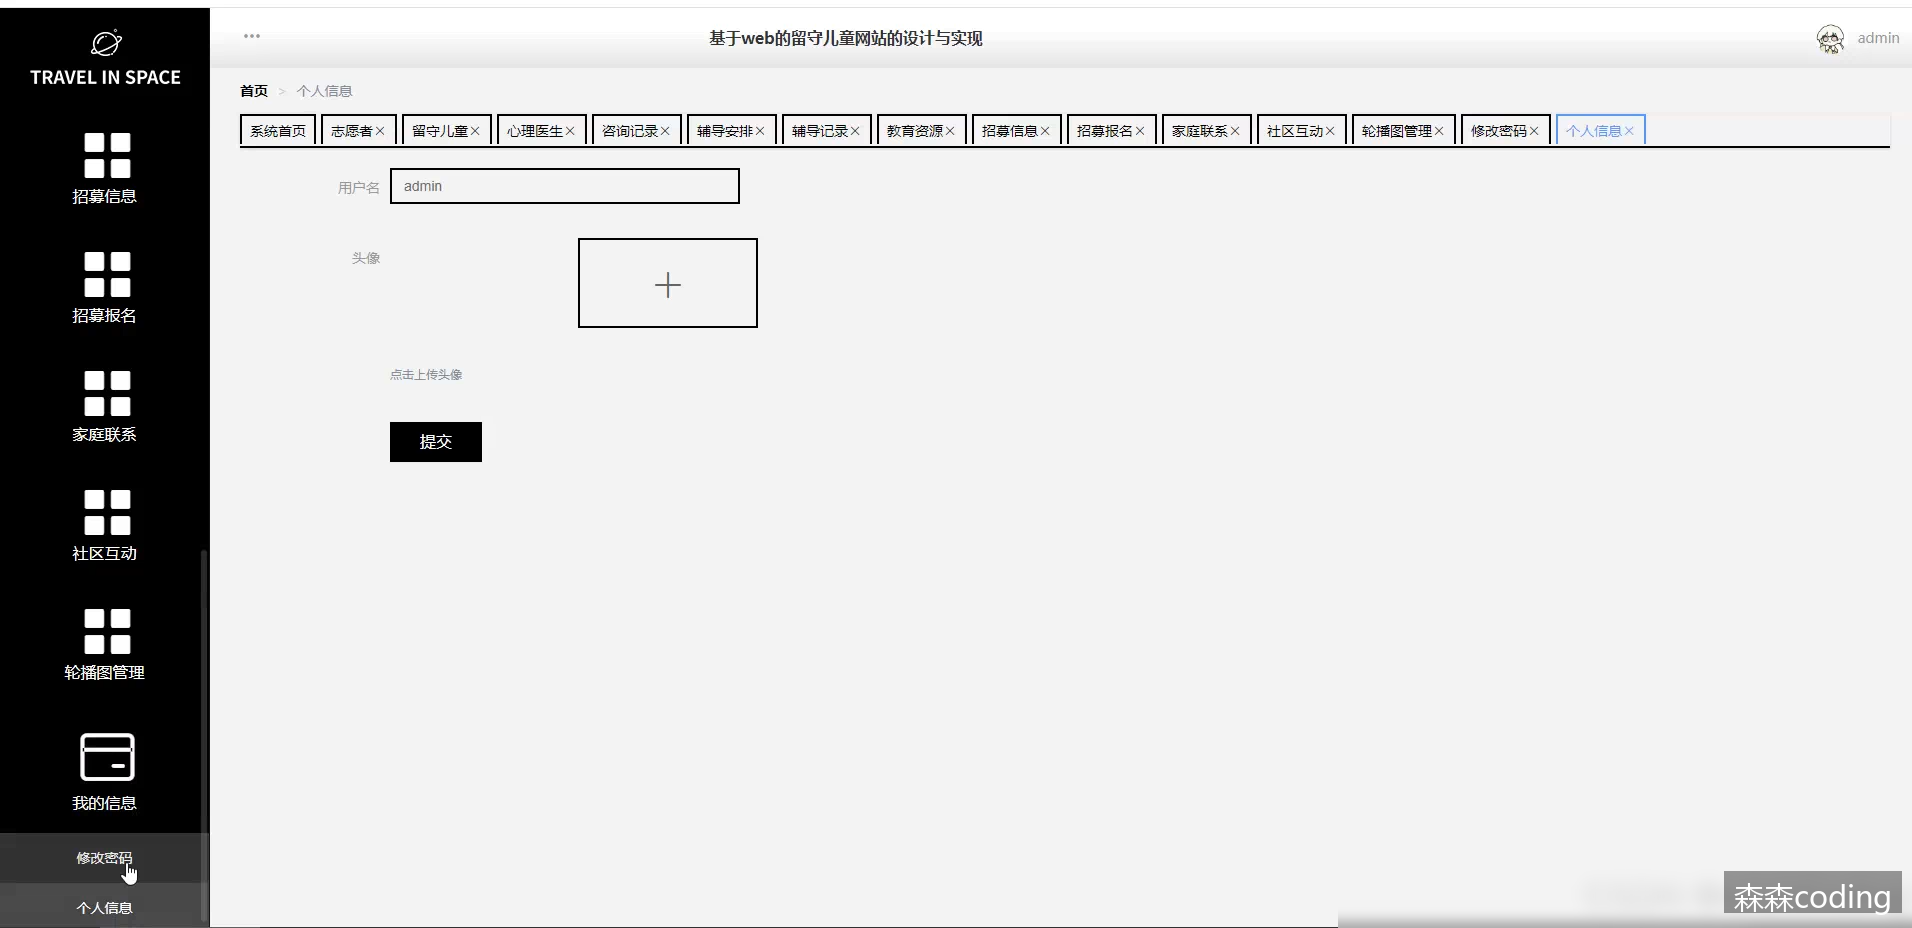 TRAVEL IN SPACE
招募信息
招募报名
家庭联系
社区互动
轮播图管理
我的信息
修改密码
个人信息
基于web的留守儿童网站的设计与实现
admin
首页 > 个人信息
系统首页 志愿者× 留守儿童× 心理医生× 咨询记录× 辅导安排× 辅导记录× 教育资源× 招募信息× 招募报名× 家庭联系× 社区互动× 轮播图管理× 修改密码× 个人信息×
用户名 admin
头像
点击上传头像
提交
森森coding